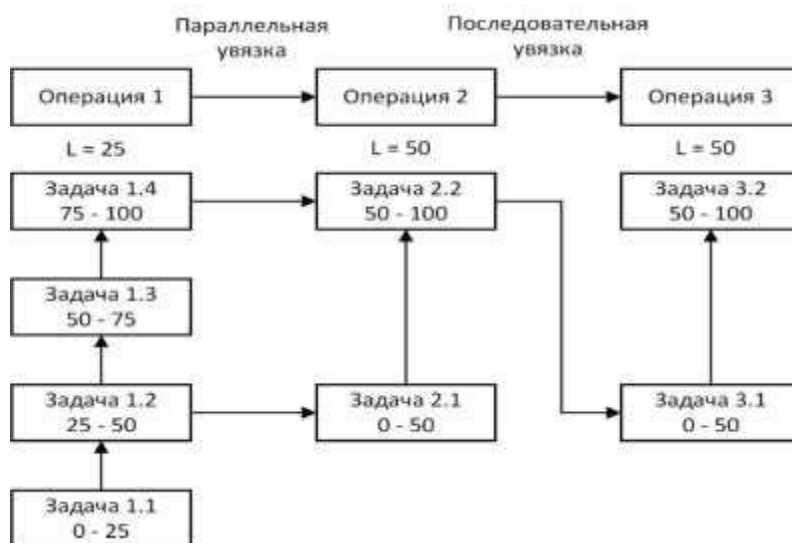 Параллельная
увязка
Последовательная
увязка
Операция 1
Операция 2
Операция 3
L = 25
L = 50
L = 50
Задача 1.4
75 - 100
Задача 2.2
50 - 100
Задача 3.2
50 - 100
Задача 1.3
50 - 75
Задача 1.2
25 - 50
Задача 2.1
0 - 50
Задача 3.1
0 - 50
Задача 1.1
0 - 25